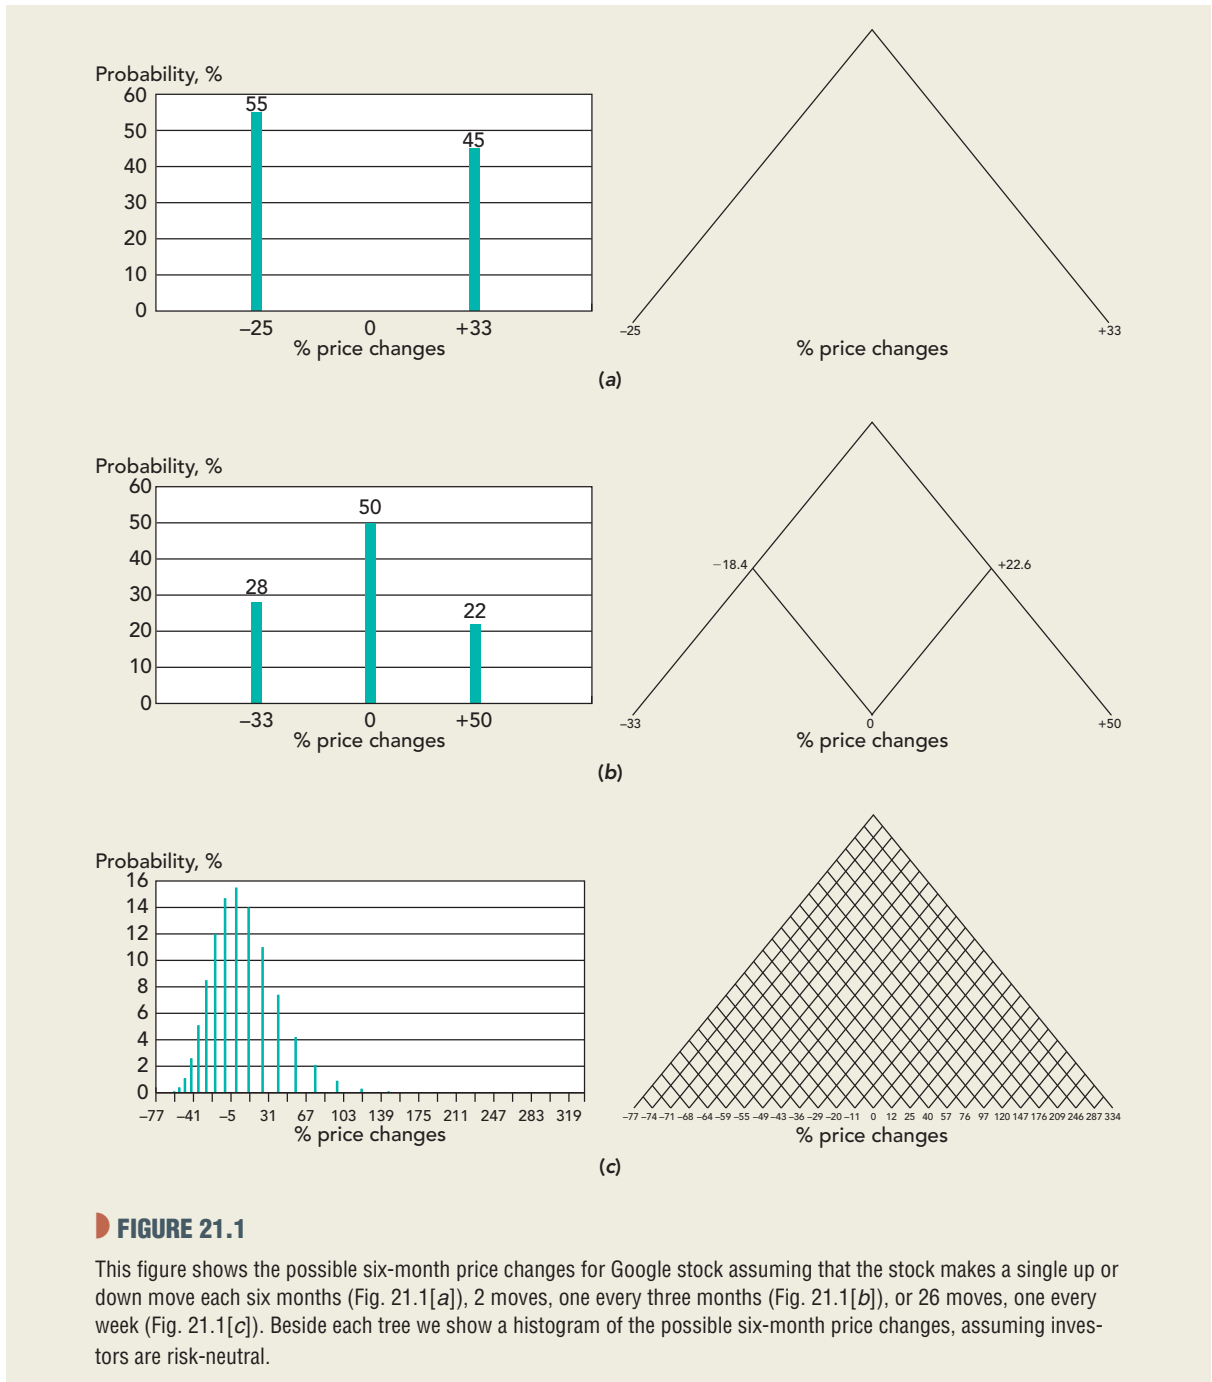 Probability, %
60
55
50
45
40
30
20
10
0
–25 0 +33
% price changes
–25 +33
% price changes
(a)
Probability, %
60
50
50
40
30
28
22
20
10
0
–33 0 +50
% price changes
–18.4 +22.6
–33 0 +50
% price changes
(b)
Probability, %
16
14
12
10
8
6
4
2
0
–77 –41 –5 31 67 103 139 175 211 247 283 319
% price changes
–77 –74 –71 –68 –64 –59 –55 –49 –43 –36 –29 –20 –11 0 12 25 40 57 76 97 120 147 176 209 246 287 334
% price changes
(c)
FIGURE 21.1
This figure shows the possible six-month price changes for Google stock assuming that the stock makes a single up or
down move each six months (Fig. 21.1[a]), 2 moves, one every three months (Fig. 21.1[b]), or 26 moves, one every
week (Fig. 21.1[c]). Beside each tree we show a histogram of the possible six-month price changes, assuming inves-
tors are risk-neutral.